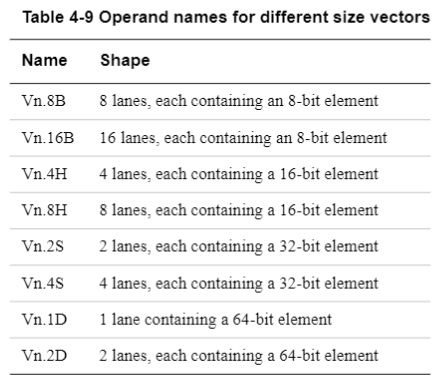 Table 4-9 Operand names for different size vectors
Name Shape
Vn.8B 8 lanes, each containing an 8-bit element
Vn.16B 16 lanes, each containing an 8-bit element
Vn.4H 4 lanes, each containing a 16-bit element
Vn.8H 8 lanes, each containing a 16-bit element
Vn.2S 2 lanes, each containing a 32-bit element
Vn.4S 4 lanes, each containing a 32-bit element
Vn.1D 1 lane containing a 64-bit element
Vn.2D 2 lanes, each containing a 64-bit element